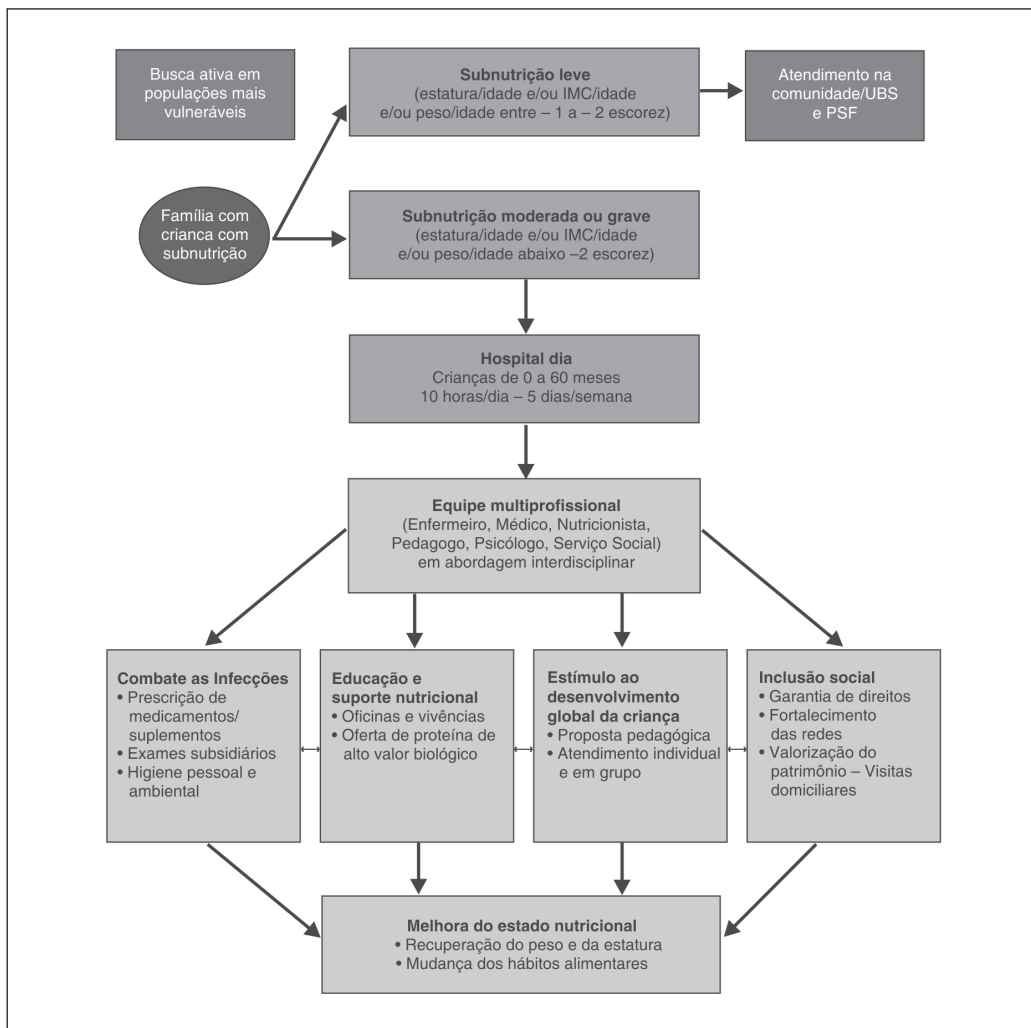 Busca ativa em
populações mais
vulneráveis
Subnutrição leve
(estatura/idade e/ou IMC/idade
e/ou peso/idade entre – 1 a – 2 escorez)
Atendimento na
comunidade/UBS
e PSF
Família com
crianca com
subnutrição
Subnutrição moderada ou grave
(estatura/idade e/ou IMC/idade
e/ou peso/idade abaixo –2 escorez)
Hospital dia
Crianças de 0 a 60 meses
10 horas/dia – 5 dias/semana
Equipe multiprofissional
(Enfermeiro, Médico, Nutricionista,
Pedagogo, Psicólogo, Serviço Social)
em abordagem interdisciplinar
Combate as Infecções
• Prescrição de
medicamentos/
suplementos
• Exames subsidiários
• Higiene pessoal e
ambiental
Educação e
suporte nutricional
• Oficinas e vivências
• Oferta de proteína de
alto valor biológico
Estímulo ao
desenvolvimento
global da criança
• Proposta pedagógica
• Atendimento individual
e em grupo
Inclusão social
• Garantia de direitos
• Fortalecimento
das redes
• Valorização do
patrimônio – Visitas
domiciliares
Melhora do estado nutricional
• Recuperação do peso e da estatura
• Mudança dos hábitos alimentares